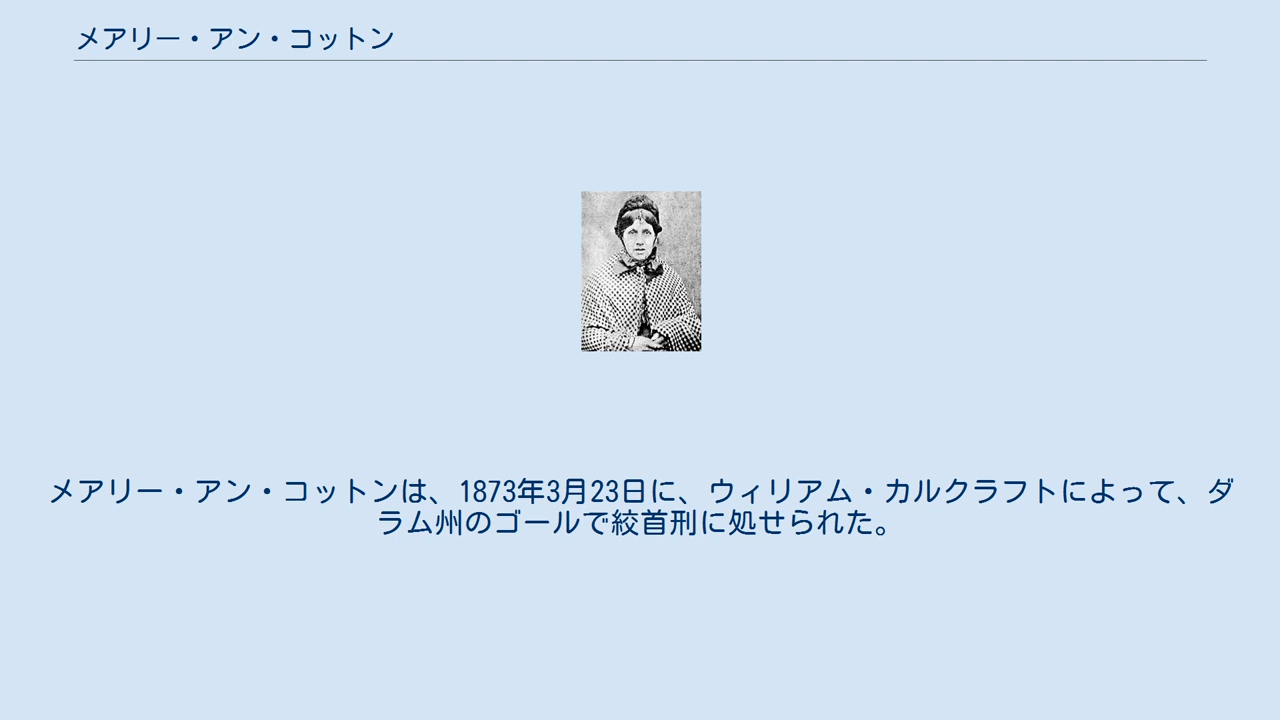 メアリー・アン・コットン
メアリー・アン・コットンは、1873年3月23日に、ウィリアム・カルクラフトによって、ダ
ラム州のゴールで絞首刑に処せられた。